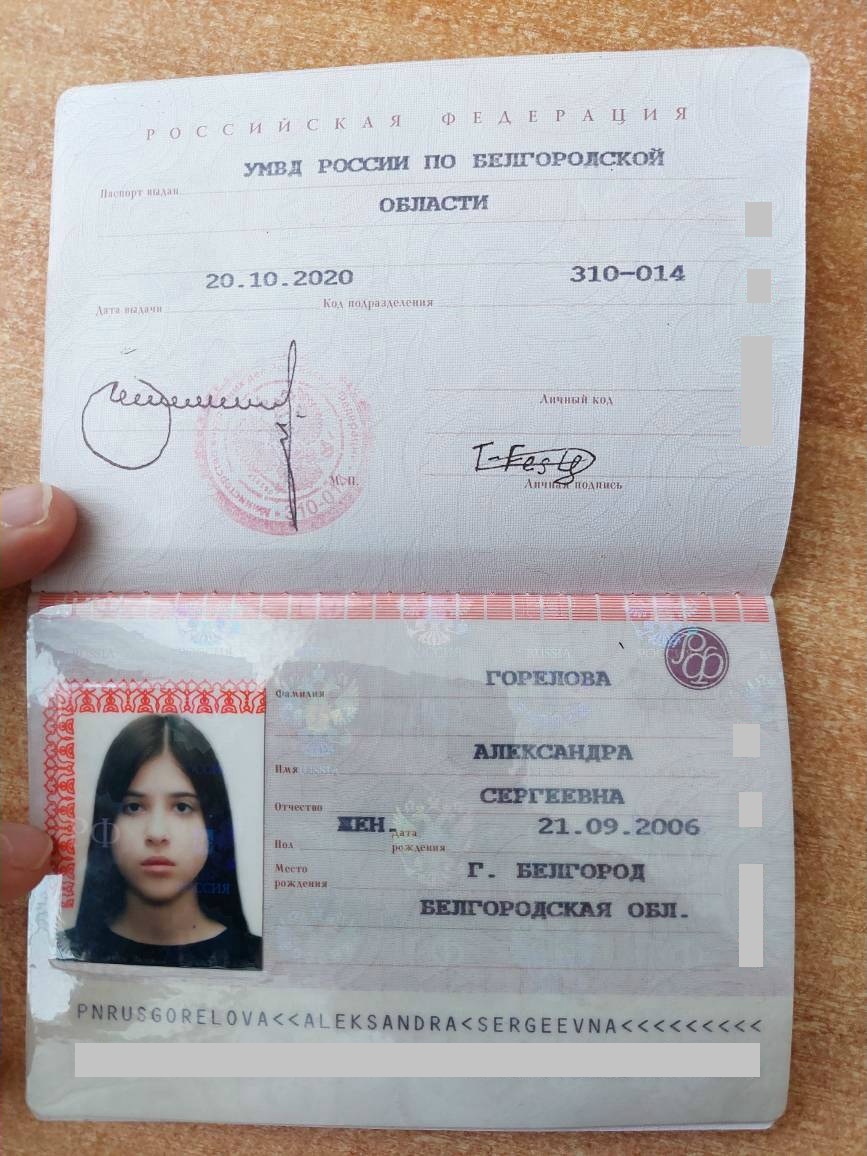 РОССИЙСКАЯ ФЕДЕРАЦИЯ
Паспорт выдан УМВД РОССИИ ПО БЕЛГОРОДСКОЙ
ОБЛАСТИ
Дата выдачи 20.10.2020 Код подразделения 310-014
Личный код
М.П.
Личная подпись
Фамилия ГОРЕЛОВА
Имя АЛЕКСАНДРА
Отчество СЕРГЕЕВНА
Пол ЖЕН. Дата рождения 21.09.2006
Место рождения Г. БЕЛГОРОД
БЕЛГОРОДСКАЯ ОБЛ.
PNRUSGORELOVA<<ALEKSANDRA<SERGEEVNA<<<<<<<<<